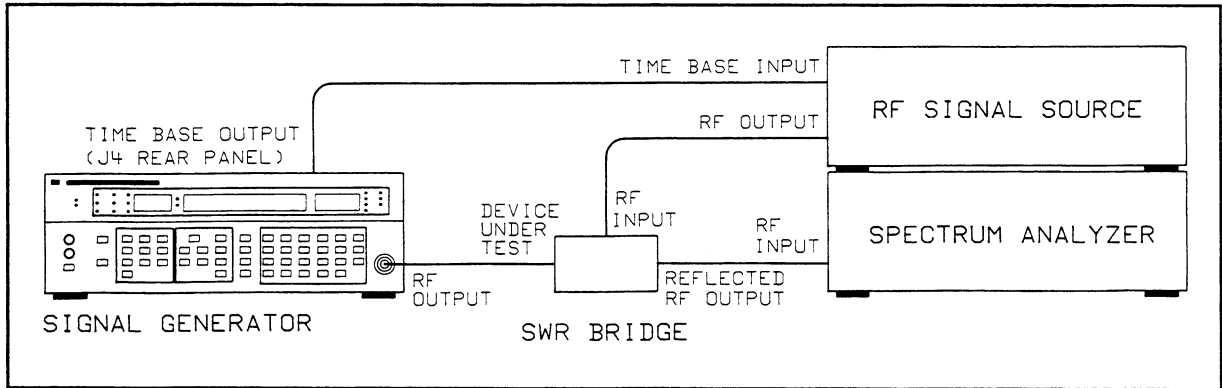 TIME BASE INPUT
RF SIGNAL SOURCE
RF OUTPUT
TIME BASE OUTPUT
(J4 REAR PANEL)
DEVICE
UNDER
TEST
RF
INPUT
RF
INPUT
SPECTRUM ANALYZER
RF
OUTPUT
REFLECTED
RF OUTPUT
SIGNAL GENERATOR
SWR BRIDGE